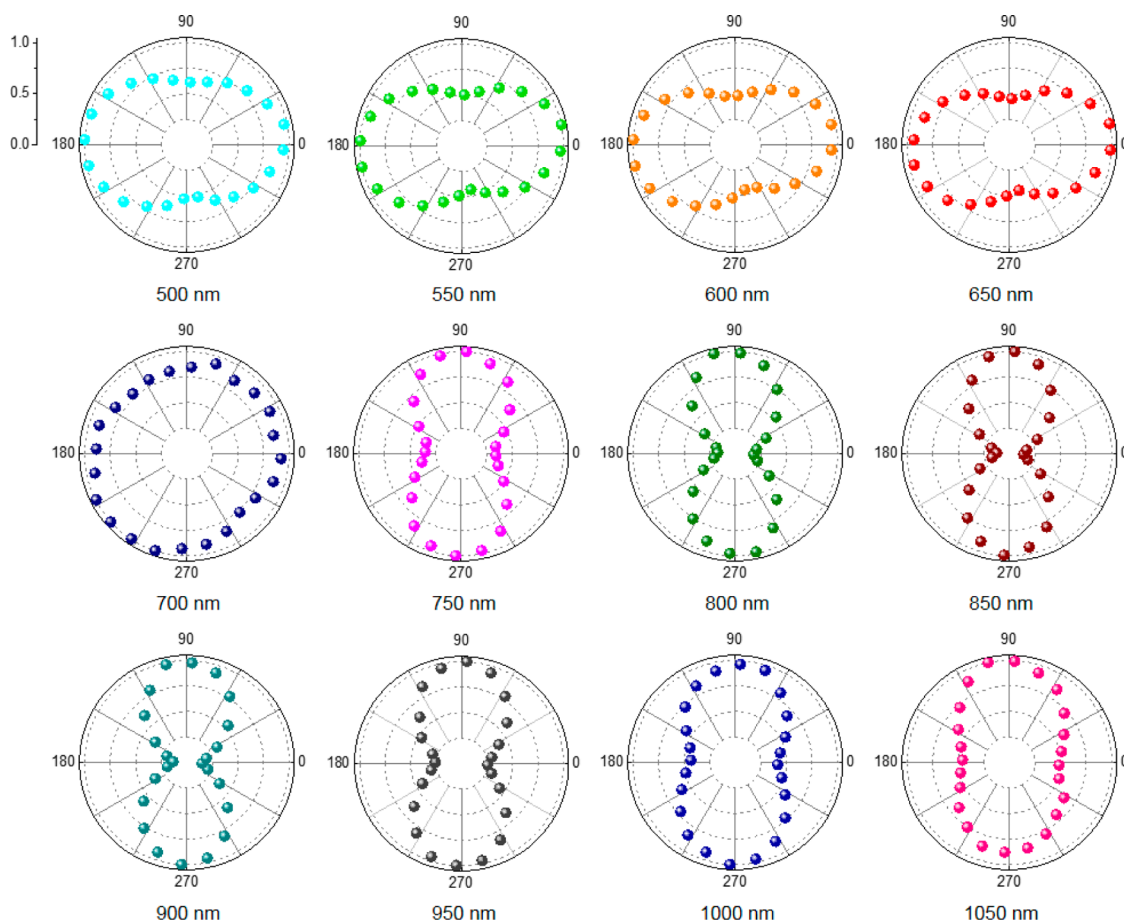 90 90 90 90
1.0
0.5
0.0 180 0 180 0 180 0 180 0
270 270 270 270
500 nm 550 nm 600 nm 650 nm
90 90 90 90
180 0 180 0 180 0 180 0
270 270 270 270
700 nm 750 nm 800 nm 850 nm
90 90 90 90
180 0 180 0 180 0 180 0
270 270 270 270
900 nm 950 nm 1000 nm 1050 nm